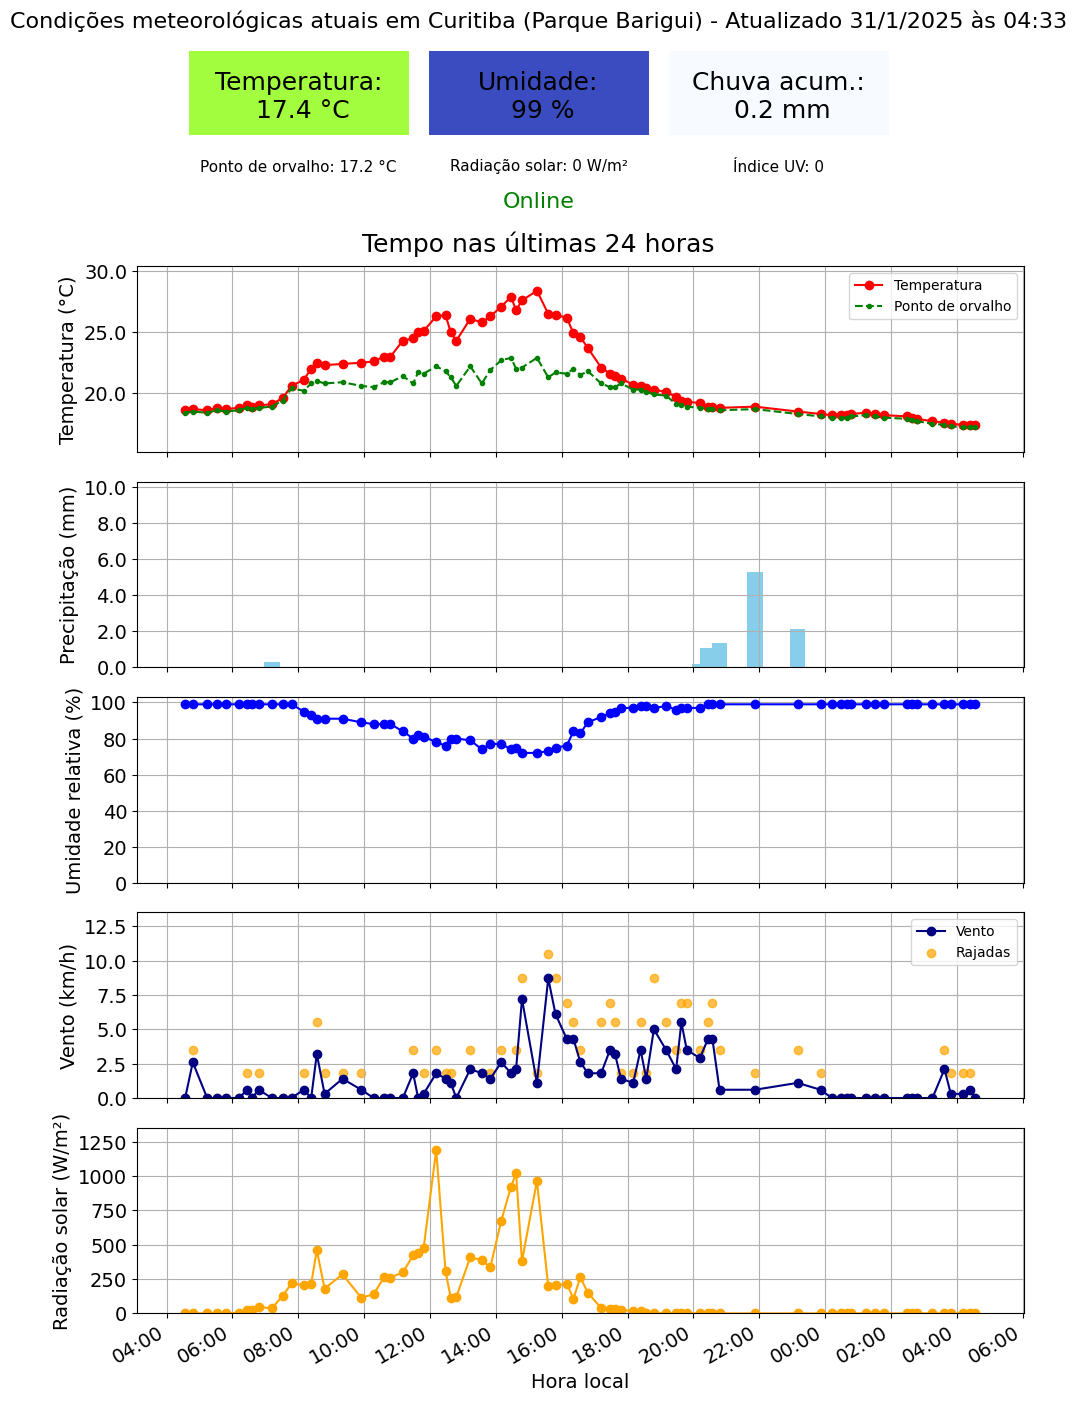 Condições meteorológicas atuais em Curitiba (Parque Barigui) - Atualizado 31/1/2025 às 04:33
Temperatura:
17.4 °C
Umidade:
99 %
Chuva acum.:
0.2 mm
Ponto de orvalho: 17.2 °C
Radiação solar: 0 W/m²
Índice UV: 0
Online
Tempo nas últimas 24 horas
Temperatura (°C)
30.0
25.0
20.0
Temperatura
Ponto de orvalho
Precipitação (mm)
10.0
8.0
6.0
4.0
2.0
0.0
Umidade relativa (%)
100
80
60
40
20
0
Vento (km/h)
12.5
10.0
7.5
5.0
2.5
0.0
Vento
Rajadas
Radiação solar (W/m²)
1250
1000
750
500
250
0
04:00
06:00
08:00
10:00
12:00
14:00
16:00
18:00
20:00
22:00
00:00
02:00
04:00
06:00
Hora local